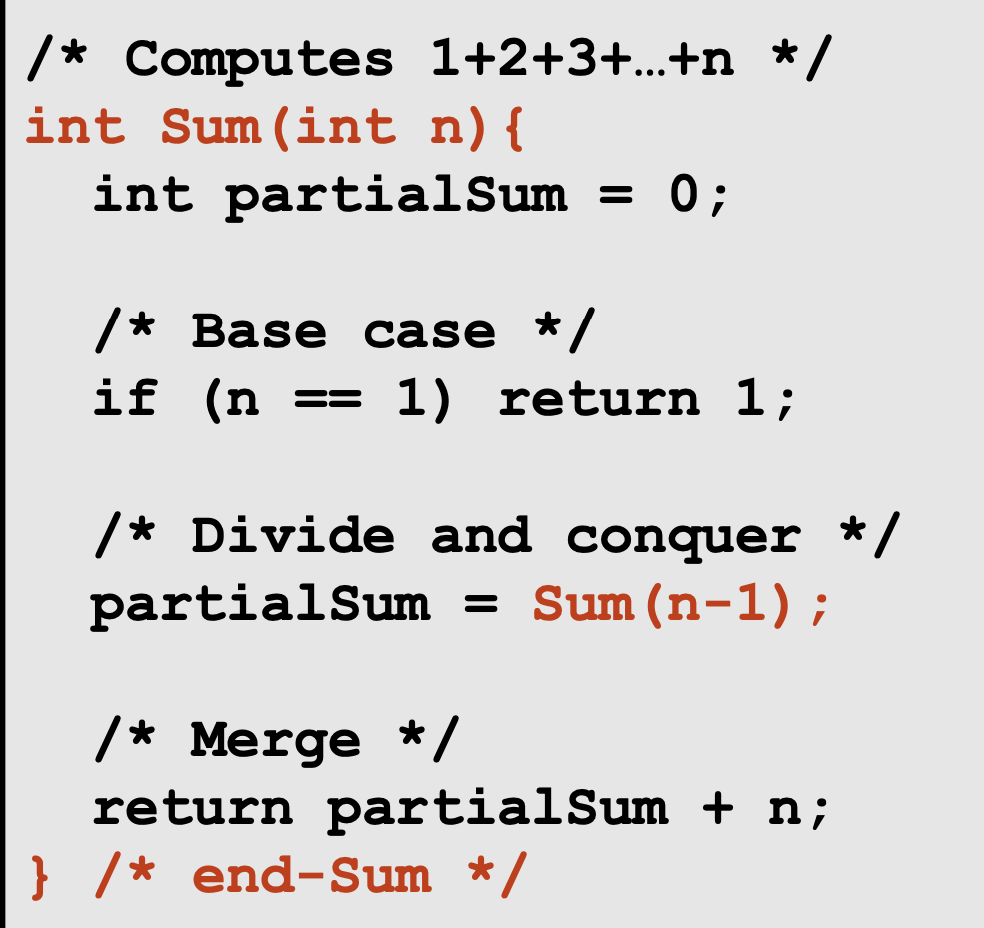 /* Computes 1+2+3+…+n */
int Sum(int n){
int partialSum = 0;
/* Base case */
if (n == 1) return 1;
/* Divide and conquer */
partialSum = Sum(n-1);
/* Merge */
return partialSum + n;
} /* end-Sum */